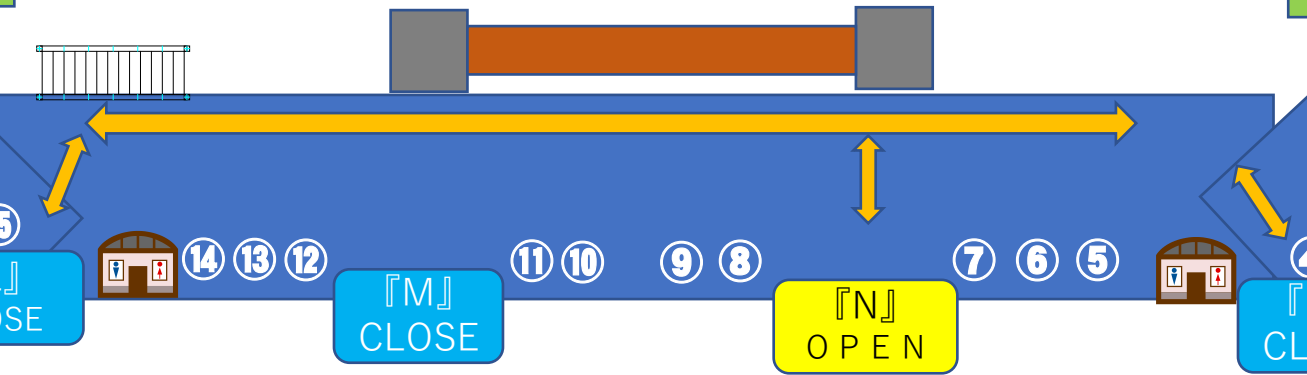 ⑭ ⑬ ⑫ ⑪ ⑩ ⑨ ⑧ ⑦ ⑥ ⑤
『M』
CLOSE
『N』
ＯＰＥＮ